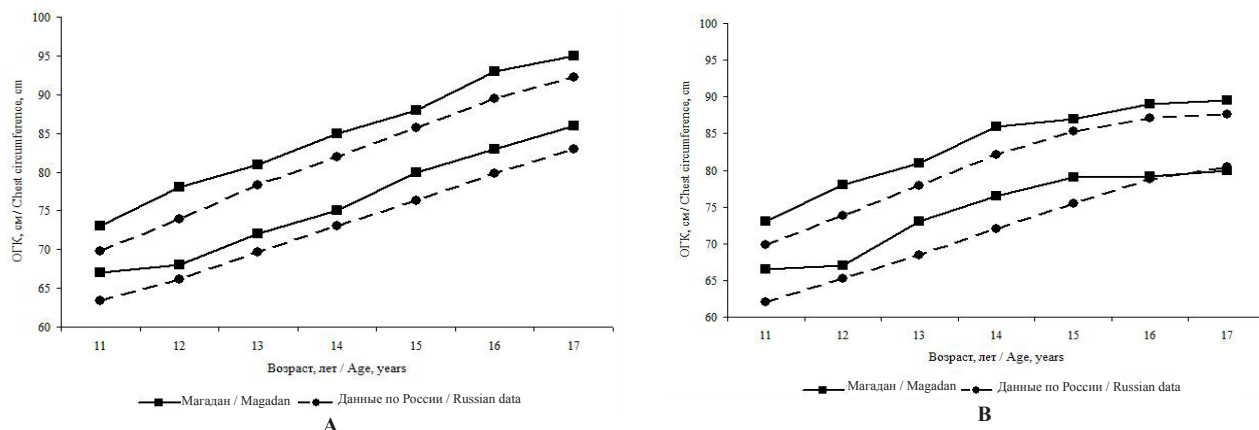 100
95
90
85
80
75
70
65
60
ОГК, см/ Chest circumference, cm
11 12 13 14 15 16 17
Возраст, лет / Age, years
Магадан / Magadan Данные по России / Russian data
А
100
95
90
85
80
75
70
65
60
ОГК, см/ Chest circumference, cm
11 12 13 14 15 16 17
Возраст, лет / Age, years
Магадан / Magadan Данные по России / Russian data
В